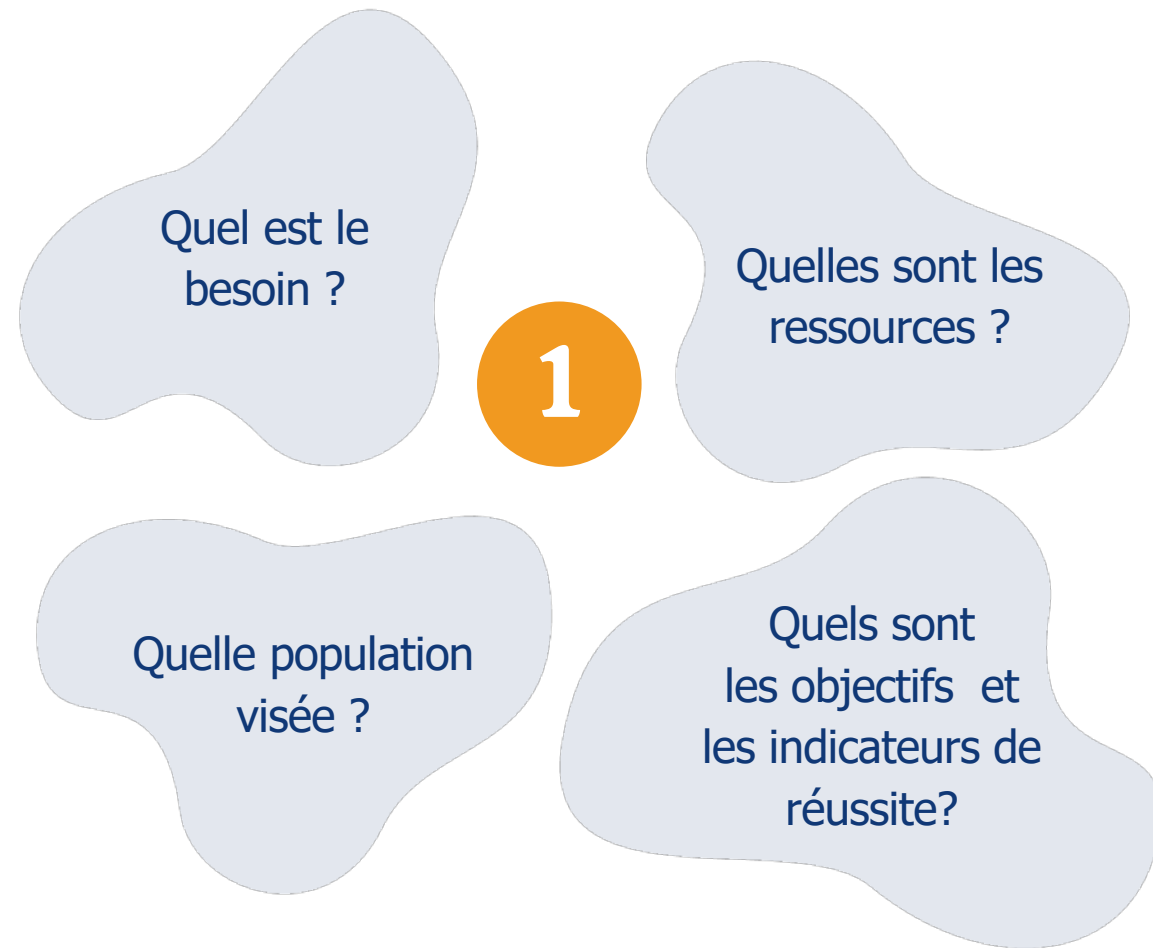 Quel est le
besoin ?
Quelles sont les
ressources ?
1
Quelle population
visée ?
Quels sont
les objectifs  et
les indicateurs de
réussite?